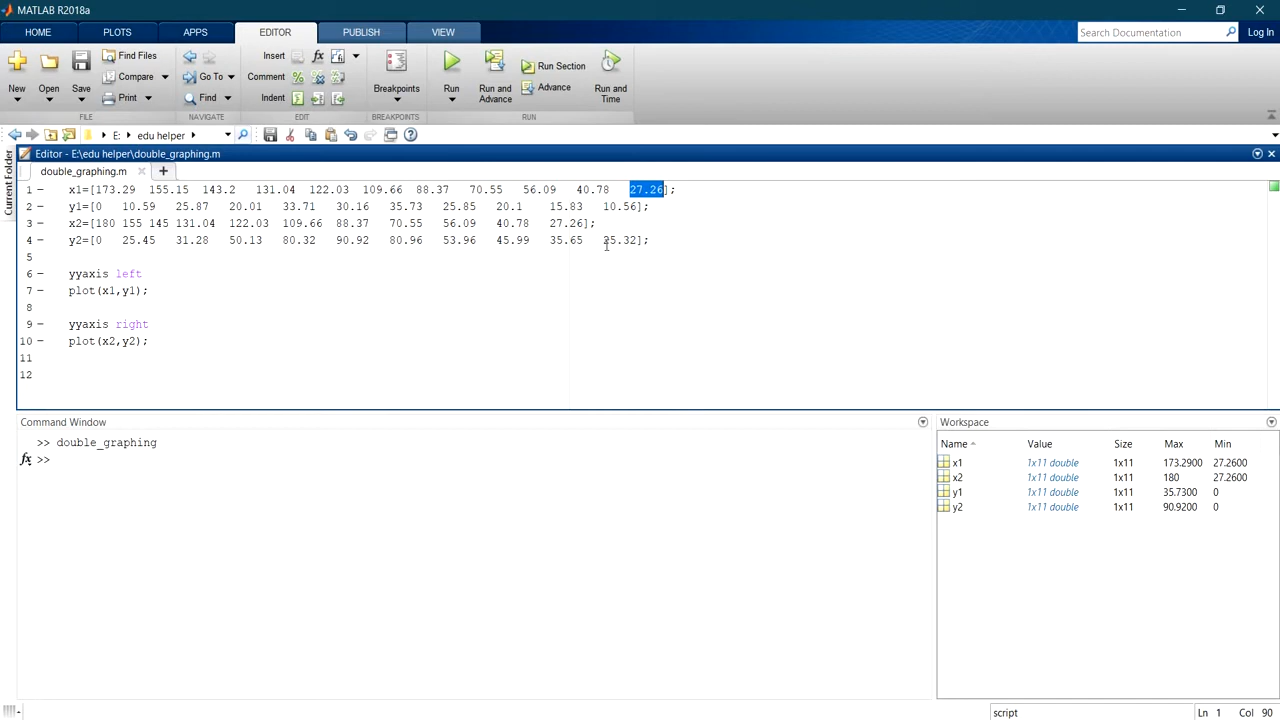 MATLAB R2018a
HOME PLOTS APPS EDITOR PUBLISH VIEW Search Documentation Log In
New Open Save Find Files Compare Print Go To Find Insert fx Comment Indent Breakpoints Run Run and Advance Run Section Advance Run and Time
FILE NAVIGATE EDIT BREAKPOINTS RUN
E: edu helper
Current Folder
Editor - E:\edu helper\double_graphing.m
double_graphing.m
1 x1=[173.29 155.15 143.2 131.04 122.03 109.66 88.37 70.55 56.09 40.78 27.26];
2 y1=[0 10.59 25.87 20.01 33.71 30.16 35.73 25.85 20.1 15.83 10.56];
3 x2=[180 155 145 131.04 122.03 109.66 88.37 70.55 56.09 40.78 27.26];
4 y2=[0 25.45 31.28 50.13 80.32 90.92 80.96 53.96 45.99 35.65 25.32];
5
6 yyaxis left
7 plot(x1,y1);
8
9 yyaxis right
10 plot(x2,y2);
11
12
Command Window
>> double_graphing
fx >>
Workspace
Name Value Size Max Min
x1 1x11 double 1x11 173.2900 27.2600
x2 1x11 double 1x11 180 27.2600
y1 1x11 double 1x11 35.7300 0
y2 1x11 double 1x11 90.9200 0
script Ln 1 Col 90